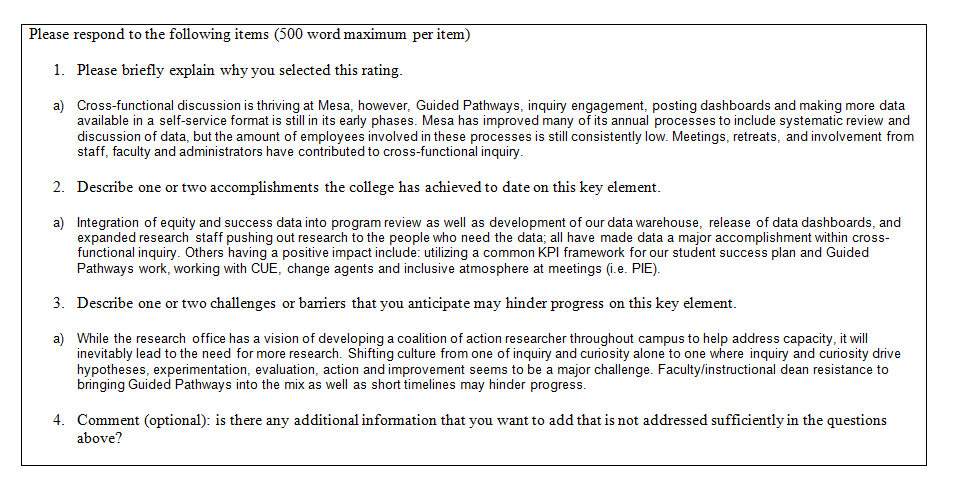 Please respond to the following items (500 word maximum per item)
1. Please briefly explain why you selected this rating.
a) Cross-functional discussion is thriving at Mesa, however, Guided Pathways, inquiry engagement, posting dashboards and making more data
available in a self-service format is still in its early phases. Mesa has improved many of its annual processes to include systematic review and
discussion of data, but the amount of employees involved in these processes is still consistently low. Meetings, retreats, and involvement from
staff, faculty and administrators have contributed to cross-functional inquiry.
2. Describe one or two accomplishments the college has achieved to date on this key element.
a) Integration of equity and success data into program review as well as development of our data warehouse, release of data dashboards, and
expanded research staff pushing out research to the people who need the data; all have made data a major accomplishment within cross-
functional inquiry. Others having a positive impact include: utilizing a common KPI framework for our student success plan and Guided
Pathways work, working with CUE, change agents and inclusive atmosphere at meetings (i.e. PIE).
3. Describe one or two challenges or barriers that you anticipate may hinder progress on this key element.
a) While the research office has a vision of developing a coalition of action researcher throughout campus to help address capacity, it will
inevitably lead to the need for more research. Shifting culture from one of inquiry and curiosity alone to one where inquiry and curiosity drive
hypotheses, experimentation, evaluation, action and improvement seems to be a major challenge. Faculty/instructional dean resistance to
bringing Guided Pathways into the mix as well as short timelines may hinder progress.
4. Comment (optional): is there any additional information that you want to add that is not addressed sufficiently in the questions
above?